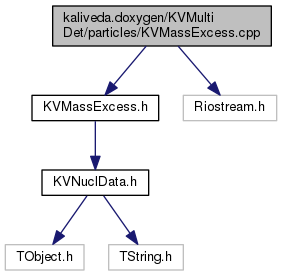 kaliveda.doxygen/KVMulti
Det/particles/KVMassExcess.cpp
KVMassExcess.h
Riostream.h
KVNuclData.h
TObject.h
TString.h